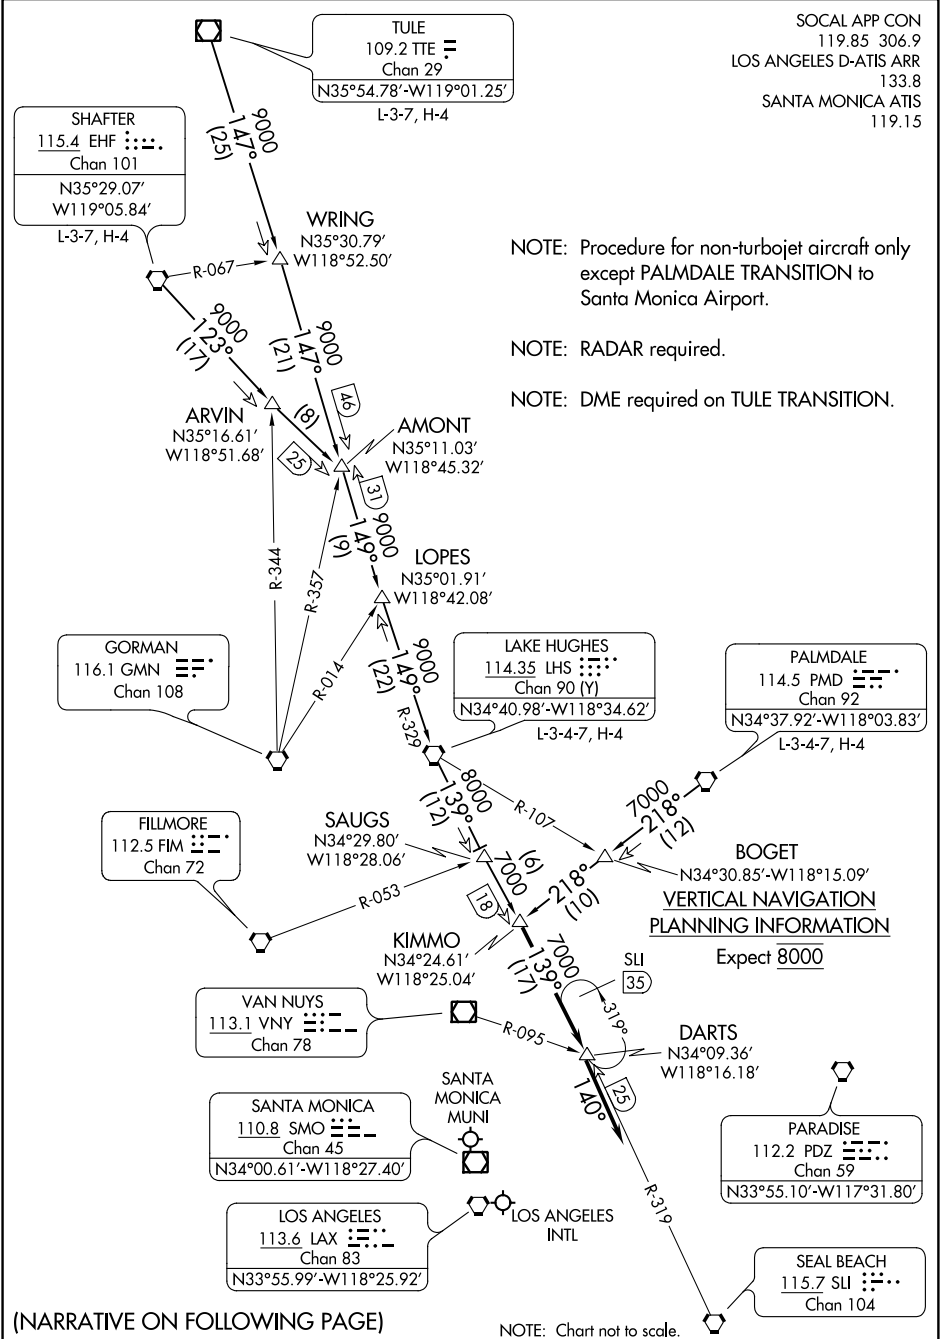 SOCAL APP CON
119.85 306.9
LOS ANGELES D-ATIS ARR
133.8
SANTA MONICA ATIS
119.15
TULE
109.2 TTE
Chan 29
N35°54.78′-W119°01.25′
L-3-7, H-4
SHAFTER
115.4 EHF
Chan 101
N35°29.07′
W119°05.84′
L-3-7, H-4
9000
147°
(25)
WRING
N35°30.79′
W118°52.50′
R-067
NOTE: Procedure for non-turbojet aircraft only
except PALMDALE TRANSITION to
Santa Monica Airport.
NOTE: RADAR required.
NOTE: DME required on TULE TRANSITION.
9000
123°
(17)
9000
147°
(21)
46
ARVIN
N35°16.61′
W118°51.68′
(8)
25
AMONT
N35°11.03′
W118°45.32′
31
9000
149°
(9)
R-344
R-357
LOPES
N35°01.91′
W118°42.08′
R-014
GORMAN
116.1 GMN
Chan 108
9000
149°
(22)
R-329
LAKE HUGHES
114.35 LHS
Chan 90 (Y)
N34°40.98′-W118°34.62′
L-3-4-7, H-4
PALMDALE
114.5 PMD
Chan 92
N34°37.92′-W118°03.83′
L-3-4-7, H-4
8000
139°
(12)
R-107
7000
218°
(12)
FILLMORE
112.5 FIM
Chan 72
SAUGS
N34°29.80′
W118°28.06′
R-053
(6)
7000
18
218°
(10)
BOGET
N34°30.85′-W118°15.09′
VERTICAL NAVIGATION
PLANNING INFORMATION
Expect 8000
KIMMO
N34°24.61′
W118°25.04′
7000
139°
(17)
SLI
35
319°
VAN NUYS
113.1 VNY
Chan 78
R-095
DARTS
N34°09.36′
W118°16.18′
25
140°
SANTA
MONICA
MUNI
SANTA MONICA
110.8 SMO
Chan 45
N34°00.61′-W118°27.40′
PARADISE
112.2 PDZ
Chan 59
N33°55.10′-W117°31.80′
R-319
LOS ANGELES
113.6 LAX
Chan 83
N33°55.99′-W118°25.92′
LOS ANGELES
INTL
SEAL BEACH
115.7 SLI
Chan 104
(NARRATIVE ON FOLLOWING PAGE)
NOTE: Chart not to scale.